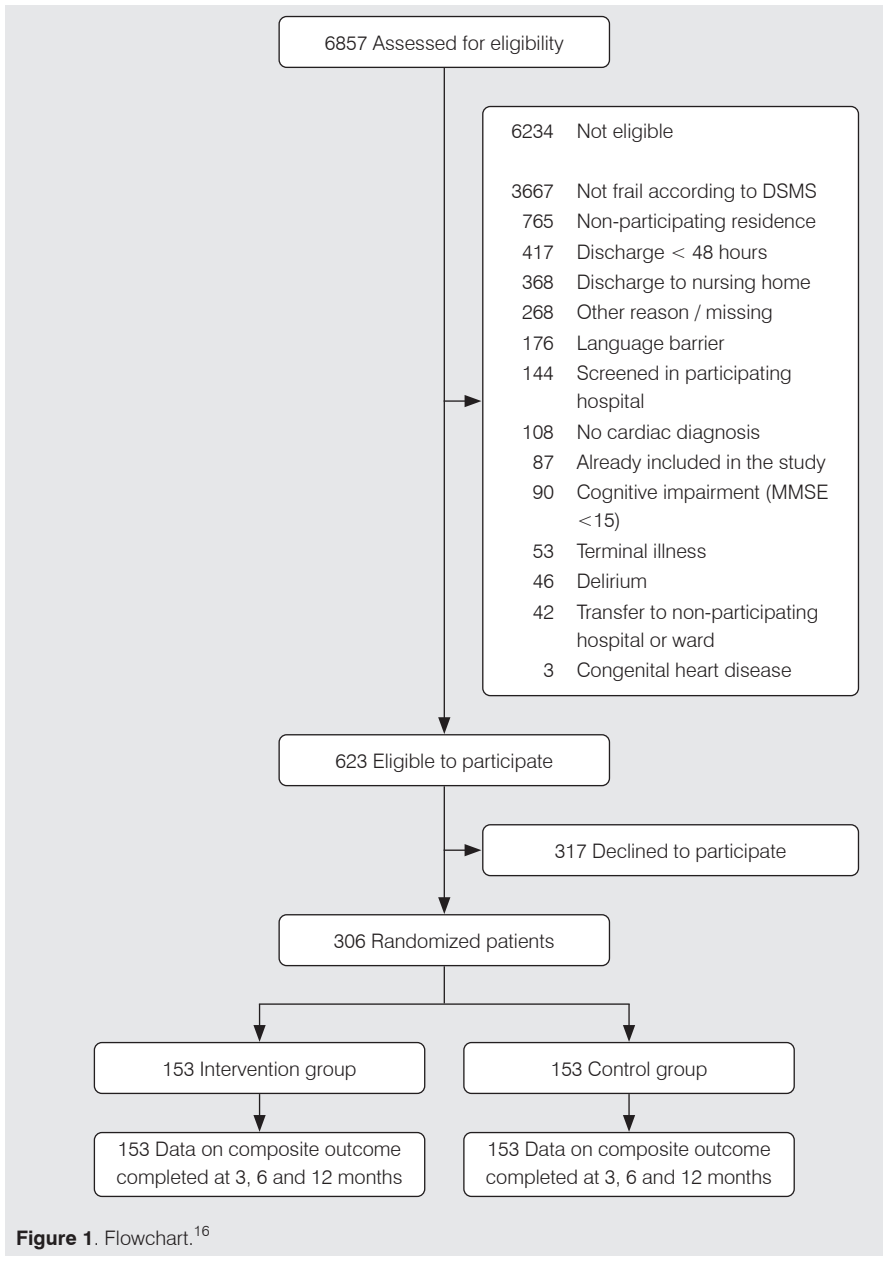 6857 Assessed for eligibility
6234 Not eligible
3667 Not frail according to DSMS
765 Non-participating residence
417 Discharge < 48 hours
368 Discharge to nursing home
268 Other reason / missing
176 Language barrier
144 Screened in participating
hospital
108 No cardiac diagnosis
87 Already included in the study
90 Cognitive impairment (MMSE
<15)
53 Terminal illness
46 Delirium
42 Transfer to non-participating
hospital or ward
3 Congenital heart disease
623 Eligible to participate
317 Declined to participate
306 Randomized patients
153 Intervention group
153 Control group
153 Data on composite outcome
completed at 3, 6 and 12 months
153 Data on composite outcome
completed at 3, 6 and 12 months
Figure 1. Flowchart.16